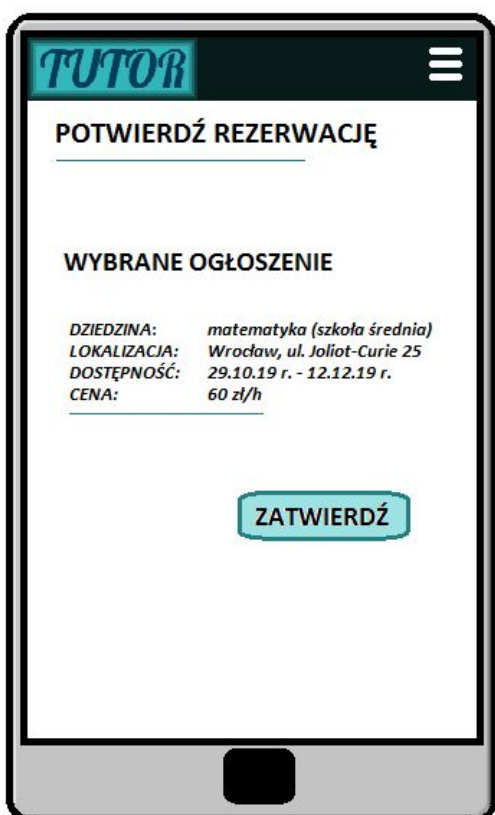 TUTOR
POTWIERDŹ REZERWACJĘ
WYBRANE OGŁOSZENIE
DZIEDZINA: matematyka (szkoła średnia)
LOKALIZACJA: Wrocław, ul. Joliot-Curie 25
DOSTĘPNOŚĆ: 29.10.19 r. - 12.12.19 r.
CENA: 60 zł/h
ZATWIERDŹ